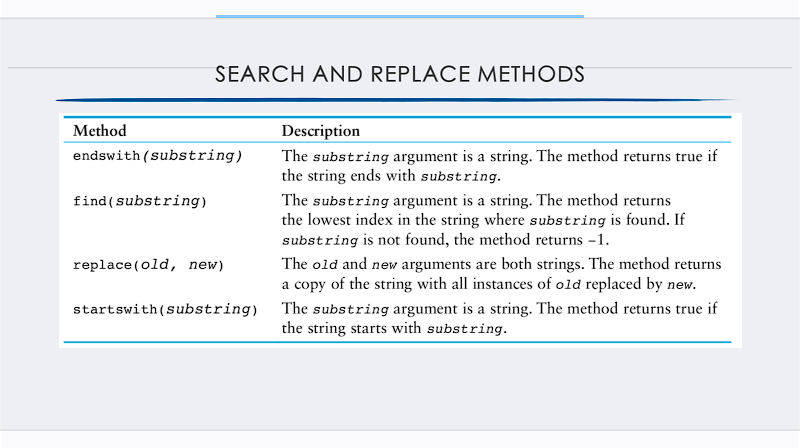 SEARCH AND REPLACE METHODS
Method Description
endswith(substring) The substring argument is a string. The method returns true if
the string ends with substring.
find(substring) The substring argument is a string. The method returns
the lowest index in the string where substring is found. If
substring is not found, the method returns −1.
replace(old, new) The old and new arguments are both strings. The method returns
a copy of the string with all instances of old replaced by new.
startswith(substring) The substring argument is a string. The method returns true if
the string starts with substring.